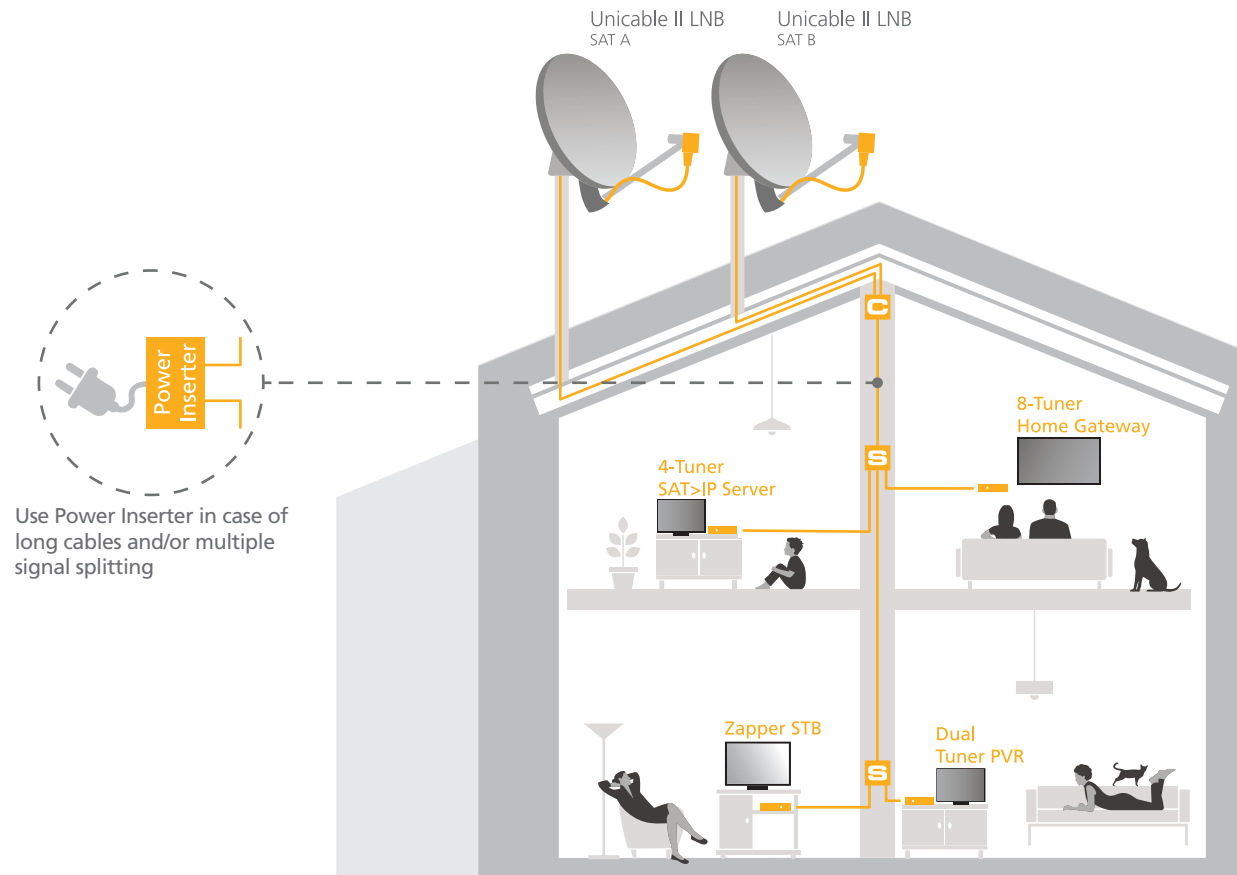 Unicable II LNB
SAT A
Unicable II LNB
SAT B
C
Power
Inserter
Use Power Inserter in case of
long cables and/or multiple
signal splitting
8-Tuner
Home Gateway
S
4-Tuner
SAT>IP Server
Zapper STB
Dual
Tuner PVR
S